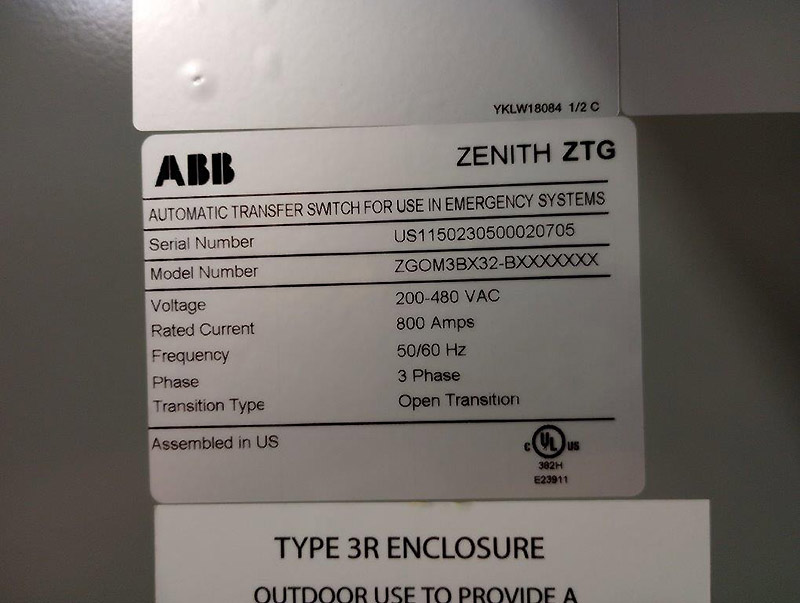 YKLW18084 1/2 C
ABB
ZENITH ZTG
AUTOMATIC TRANSFER SWITCH FOR USE IN EMERGENCY SYSTEMS
Serial Number US1150230500020705
Model Number ZGOM3BX32-BXXXXXXX
Voltage 200-480 VAC
Rated Current 800 Amps
Frequency 50/60 Hz
Phase 3 Phase
Transition Type Open Transition
Assembled in US
c UL us
382H
E23911
TYPE 3R ENCLOSURE
OUTDOOR USE TO PROVIDE A